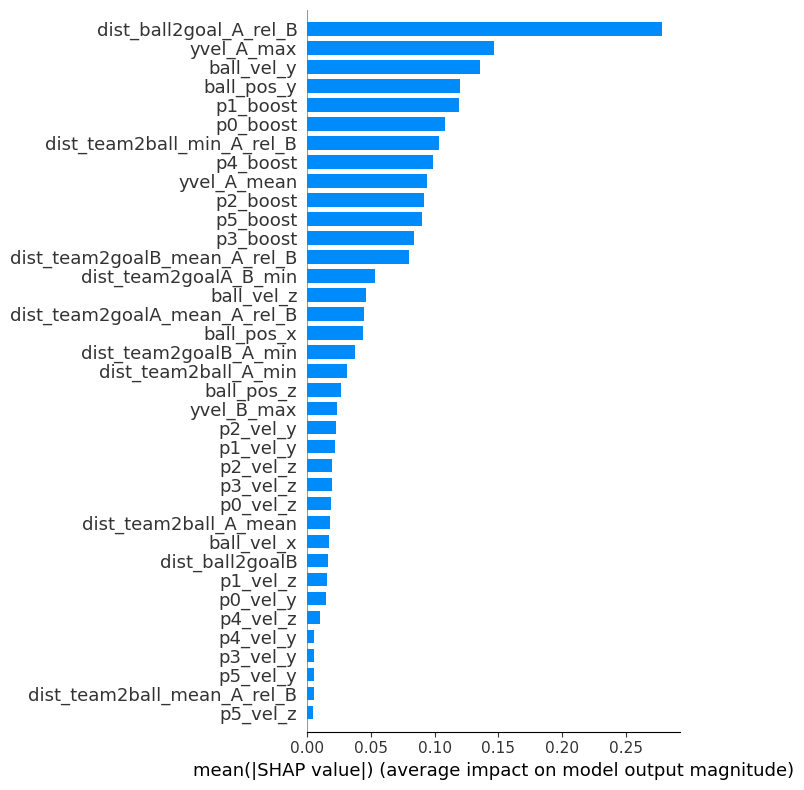 dist_ball2goal_A_rel_B
yvel_A_max
ball_vel_y
ball_pos_y
p1_boost
p0_boost
dist_team2ball_min_A_rel_B
p4_boost
yvel_A_mean
p2_boost
p5_boost
p3_boost
dist_team2goalB_mean_A_rel_B
dist_team2goalA_B_min
ball_vel_z
dist_team2goalA_mean_A_rel_B
ball_pos_x
dist_team2goalB_A_min
dist_team2ball_A_min
ball_pos_z
yvel_B_max
p2_vel_y
p1_vel_y
p2_vel_z
p3_vel_z
p0_vel_z
dist_team2ball_A_mean
ball_vel_x
dist_ball2goalB
p1_vel_z
p0_vel_y
p4_vel_z
p4_vel_y
p3_vel_y
p5_vel_y
dist_team2ball_mean_A_rel_B
p5_vel_z
0.00 0.05 0.10 0.15 0.20 0.25
mean(|SHAP value|) (average impact on model output magnitude)